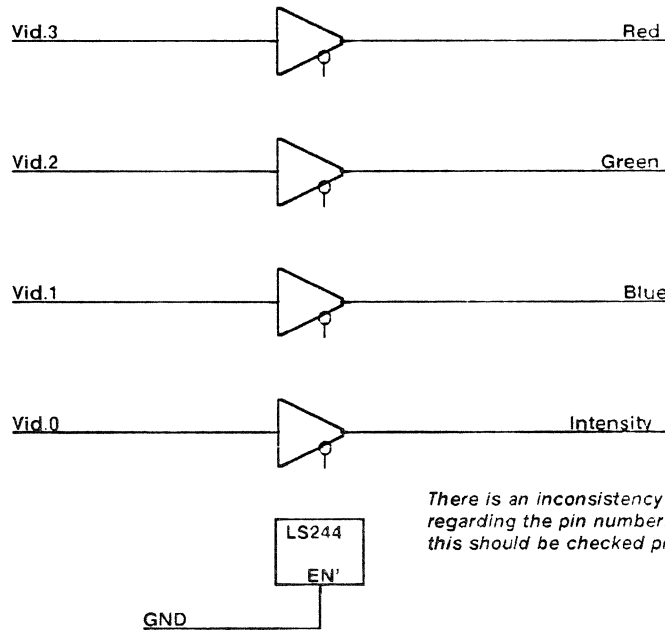 Vid.3 Red
Vid.2 Green
Vid.1 Blue
Vid.0 Intensity
There is an inconsistency
regarding the pin number
this should be checked
LS244
EN'
GND